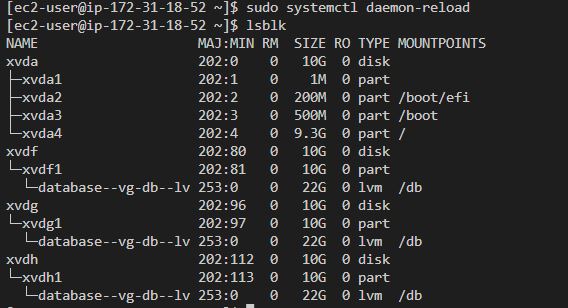 [ec2-user@ip-172-31-18-52 ~]$ sudo systemctl daemon-reload
[ec2-user@ip-172-31-18-52 ~]$ lsblk
NAME                    MAJ:MIN RM  SIZE RO TYPE MOUNTPOINTS
xvda                    202:0    0   10G  0 disk
├─xvda1                 202:1    0    1M  0 part
├─xvda2                 202:2    0  200M  0 part /boot/efi
├─xvda3                 202:3    0  500M  0 part /boot
└─xvda4                 202:4    0  9.3G  0 part /
xvdf                    202:80   0   10G  0 disk
└─xvdf1                 202:81   0   10G  0 part
  └─database--vg-db--lv 253:0    0   22G  0 lvm  /db
xvdg                    202:96   0   10G  0 disk
└─xvdg1                 202:97   0   10G  0 part
  └─database--vg-db--lv 253:0    0   22G  0 lvm  /db
xvdh                    202:112  0   10G  0 disk
└─xvdh1                 202:113  0   10G  0 part
  └─database--vg-db--lv 253:0    0   22G  0 lvm  /db